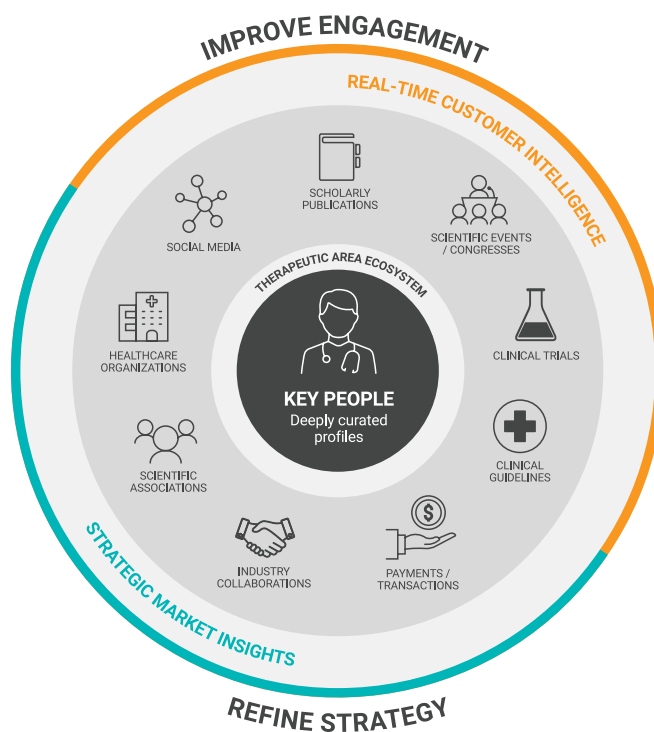 IMPROVE ENGAGEMENT
REAL-TIME CUSTOMER INTELLIGENCE
SCHOLARLY
PUBLICATIONS
SCIENTIFIC EVENTS
/ CONGRESSES
SOCIAL MEDIA
THERAPEUTIC AREA ECOSYSTEM
HEALTHCARE
ORGANIZATIONS
CLINICAL TRIALS
KEY PEOPLE
Deeply curated
profiles
SCIENTIFIC
ASSOCIATIONS
CLINICAL
GUIDELINES
$
INDUSTRY
COLLABORATIONS
PAYMENTS /
TRANSACTIONS
STRATEGIC MARKET INSIGHTS
REFINE STRATEGY